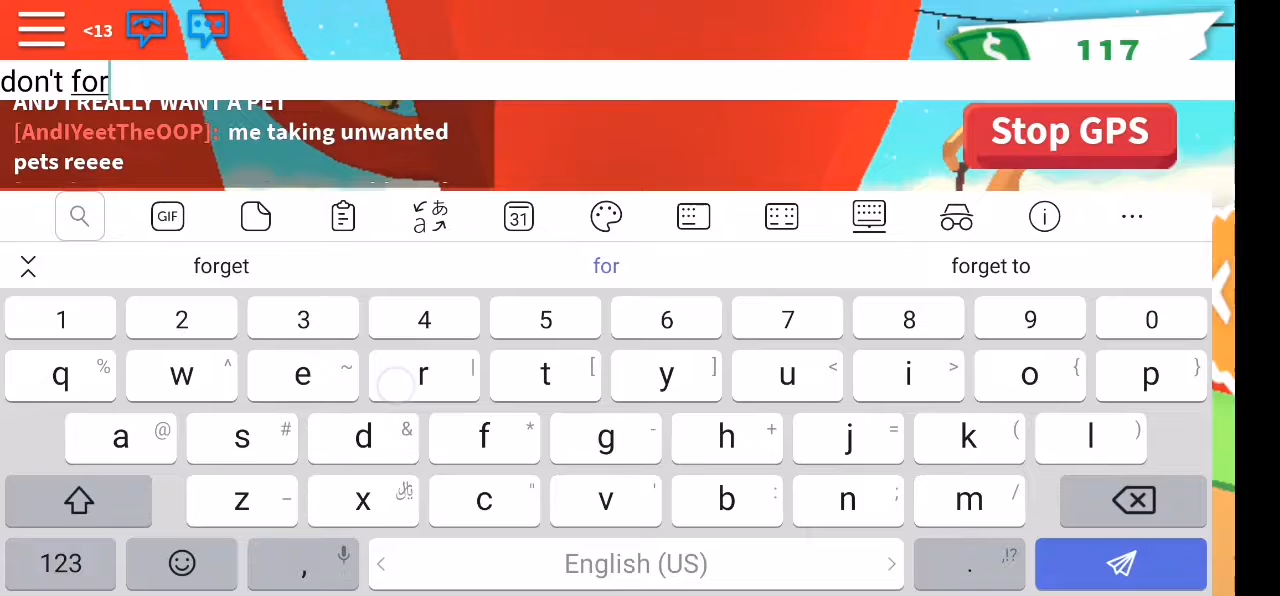 <13
117
don't for
AND I REALLY WANT A PET
[AndIYeetTheOOP]: me taking unwanted
pets reeee
Stop GPS
GIF
31
forget for forget to
1 2 3 4 5 6 7 8 9 0
q % w ^ e ~ r | t [ y ] u < i > o { p }
a @ s # d & f * g - h + j = k ( l )
z _ x ﷼ c " v ' b : n ; m /
123 , < English (US) > . ,!?